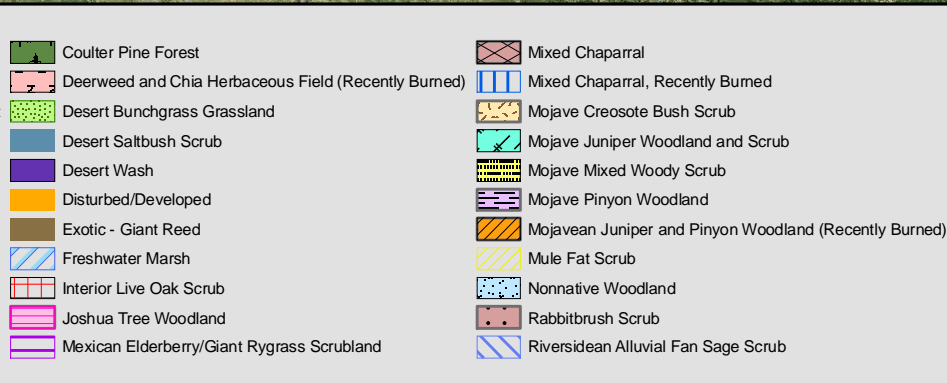 Coulter Pine Forest
Deerweed and Chia Herbaceous Field (Recently Burned)
Desert Bunchgrass Grassland
Desert Saltbush Scrub
Desert Wash
Disturbed/Developed
Exotic - Giant Reed
Freshwater Marsh
Interior Live Oak Scrub
Joshua Tree Woodland
Mexican Elderberry/Giant Rygrass Scrubland
Mixed Chaparral
Mixed Chaparral, Recently Burned
Mojave Creosote Bush Scrub
Mojave Juniper Woodland and Scrub
Mojave Mixed Woody Scrub
Mojave Pinyon Woodland
Mojavean Juniper and Pinyon Woodland (Recently Burned)
Mule Fat Scrub
Nonnative Woodland
Rabbitbrush Scrub
Riversidean Alluvial Fan Sage Scrub